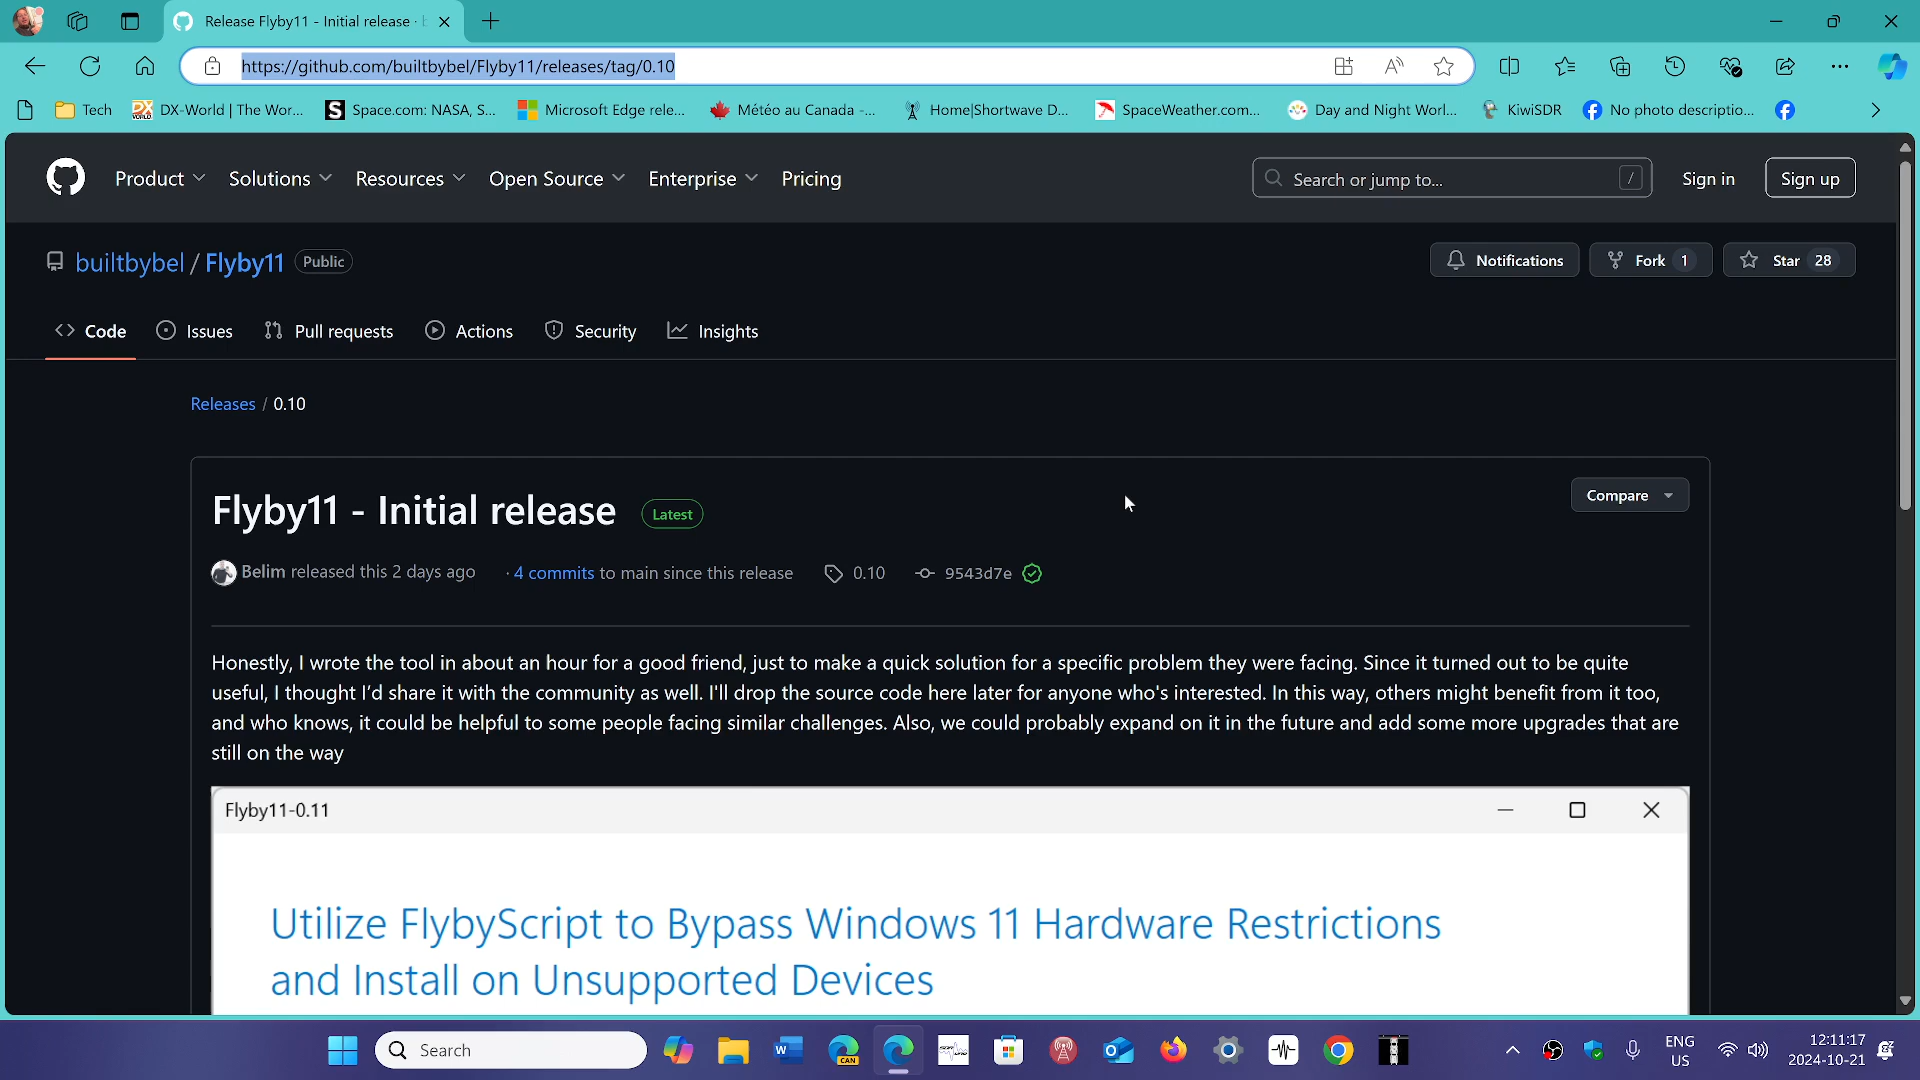 Release Flyby11 - Initial release ·
https://github.com/builtbybel/Flyby11/releases/tag/0.10
Tech
DX-World | The Wor...
Space.com: NASA, S...
Microsoft Edge rele...
Météo au Canada -...
Home|Shortwave D...
SpaceWeather.com...
Day and Night Worl...
KiwiSDR
No photo descriptio...
Product
Solutions
Resources
Open Source
Enterprise
Pricing
Search or jump to...
/
Sign in
Sign up
builtbybel / Flyby11
Public
Notifications
Fork 1
Star 28
Code
Issues
Pull requests
Actions
Security
Insights
Releases / 0.10
Flyby11 - Initial release
Latest
Compare
Belim released this 2 days ago
· 4 commits to main since this release
0.10
9543d7e
Honestly, I wrote the tool in about an hour for a good friend, just to make a quick solution for a specific problem they were facing. Since it turned out to be quite
useful, I thought I'd share it with the community as well. I'll drop the source code here later for anyone who's interested. In this way, others might benefit from it too,
and who knows, it could be helpful to some people facing similar challenges. Also, we could probably expand on it in the future and add some more upgrades that are
still on the way
Flyby11-0.11
Utilize FlybyScript to Bypass Windows 11 Hardware Restrictions
and Install on Unsupported Devices
Search
CAN
ENG
US
12:11:17
2024-10-21